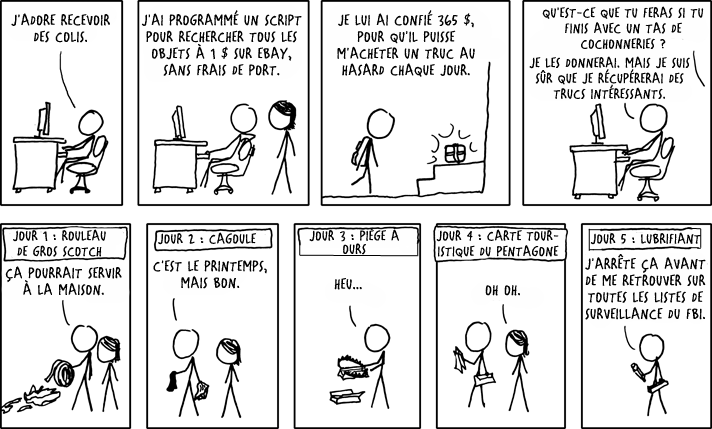 J'ADORE RECEVOIR
DES COLIS.
J'AI PROGRAMMÉ UN SCRIPT
POUR RECHERCHER TOUS LES
OBJETS À 1 $ SUR EBAY,
SANS FRAIS DE PORT.
JE LUI AI CONFIÉ 365 $,
POUR QU'IL PUISSE
M'ACHETER UN TRUC AU
HASARD CHAQUE JOUR.
QU'EST-CE QUE TU FERAS SI TU
FINIS AVEC UN TAS DE
COCHONNERIES ?
JE LES DONNERAI. MAIS JE SUIS
SÛR QUE JE RÉCUPÉRERAI DES
TRUCS INTÉRESSANTS.
JOUR 1 : ROULEAU
DE GROS SCOTCH
ÇA POURRAIT SERVIR
À LA MAISON.
JOUR 2 : CAGOULE
C'EST LE PRINTEMPS,
MAIS BON.
JOUR 3 : PIÈGE À
OURS
HEU...
JOUR 4 : CARTE TOUR-
ISTIQUE DU PENTAGONE
OH OH.
JOUR 5 : LUBRIFIANT
J'ARRÊTE ÇA AVANT
DE ME RETROUVER SUR
TOUTES LES LISTES DE
SURVEILLANCE DU FBI.